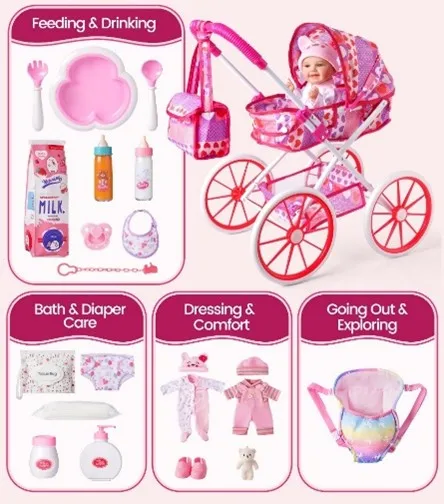 Feeding & Drinking
MILK
Bath & Diaper
Care
Dressing &
Comfort
Going Out &
Exploring